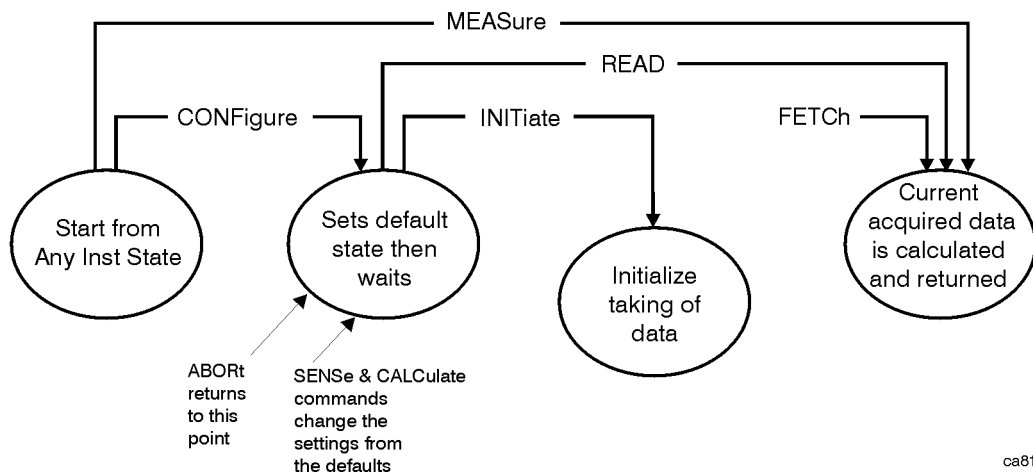 MEASure
READ
CONFigure
INITiate
FETCh
Start from
Any Inst State
Sets default
state then
waits
Initialize
taking of
data
Current
acquired data
is calculated
and returned
ABORt
returns
to this
point
SENSe & CALCulate
commands
change the
settings from
the defaults
ca81